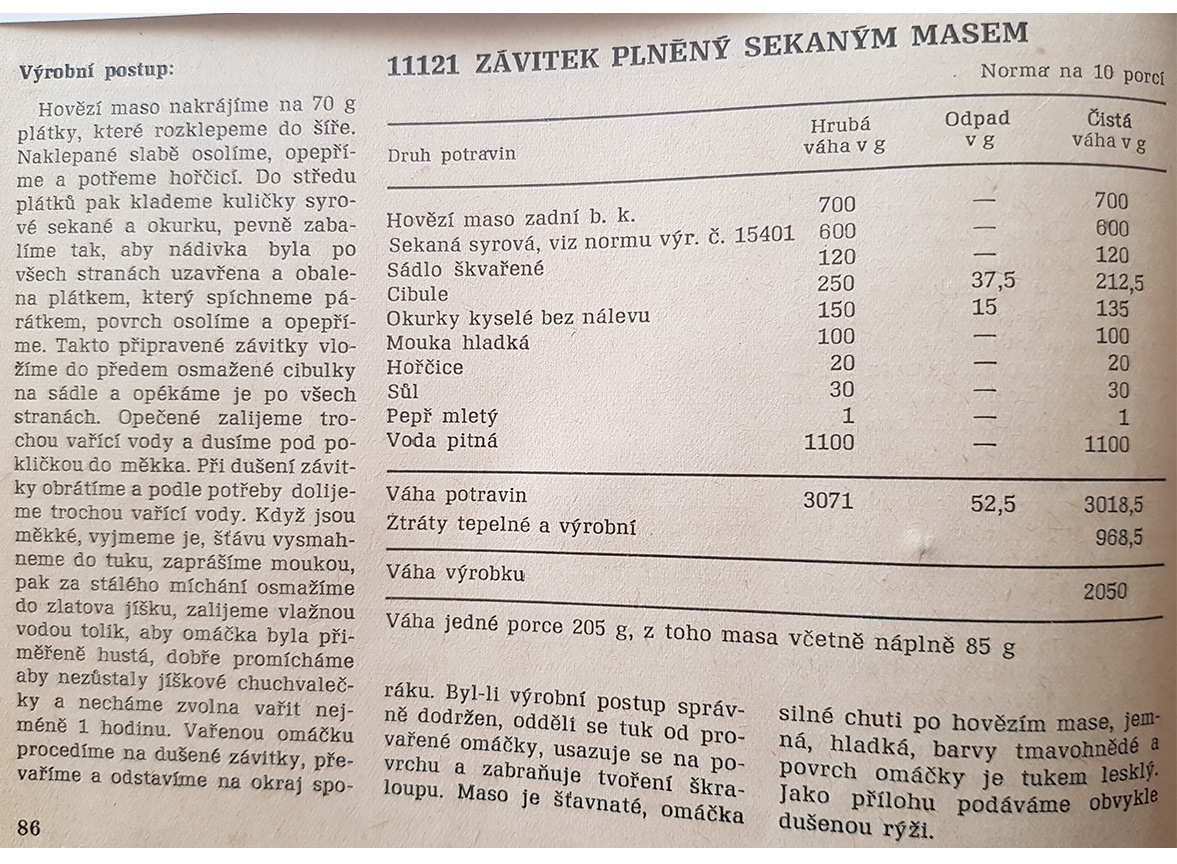 11121 ZÁVITEK PLNĚNÝ SEKANÝM MASEM
Norma na 10 porcí
Druh potravin Hrubá váha v g Odpad v g Čistá váha v g
Hovězí maso zadní b. k. 700 — 700
Sekaná syrová, viz normu výr. č. 15401 600 — 600
Sádlo škvařené 120 — 120
Cibule 250 37,5 212,5
Okurky kyselé bez nálevu 150 15 135
Mouka hladká 100 — 100
Hořčice 20 — 20
Sůl 30 — 30
Pepř mletý 1 — 1
Voda pitná 1100 — 1100
Váha potravin 3071 52,5 3018,5
Ztráty tepelné a výrobní 968,5
Váha výrobku 2050
Váha jedné porce 205 g, z toho masa včetně náplně 85 g
Výrobní postup:
Hovězí maso nakrájíme na 70 g
plátky, které rozklepeme do šíře.
Naklepané slabě osolíme, opepří-
me a potřeme hořčicí. Do středu
plátků pak klademe kuličky syro-
vé sekané a okurku, pevně zaba-
líme tak, aby nádivka byla po
všech stranách uzavřena a obale-
na plátkem, který spíchneme pá-
rátkem, povrch osolíme a opepří-
me. Takto připravené závitky vlo-
žíme do předem osmažené cibulky
na sádle a opékáme je po všech
stranách. Opečené zalijeme tro-
chou vařící vody a dusíme pod po-
kličkou do měkka. Při dušení závit-
ky obrátíme a podle potřeby dolije-
me trochou vařící vody. Když jsou
měkké, vyjmeme je, šťávu vysmah-
neme do tuku, zaprášíme moukou,
pak za stálého míchání osmažíme
do zlatova jíšku, zalijeme vlažnou
vodou tolik, aby omáčka byla při-
měřeně hustá, dobře promícháme
aby nezůstaly jíškové chuchvaleč-
ky a necháme zvolna vařit nej-
méně 1 hodinu. Vařenou omáčku
procedíme na dušené závitky, pře-
vaříme a odstavíme na okraj spo-
ráku. Byl-li výrobní postup správ-
ně dodržen, oddělí se tuk od pro-
vařené omáčky, usazuje se na po-
vrchu a zabraňuje tvoření škra-
loupu. Maso je šťavnaté, omáčka
silné chuti po hovězím mase, jem-
ná, hladká, barvy tmavohnědé a
povrch omáčky je tukem lesklý.
Jako přílohu podáváme obvykle
dušenou rýži.
86